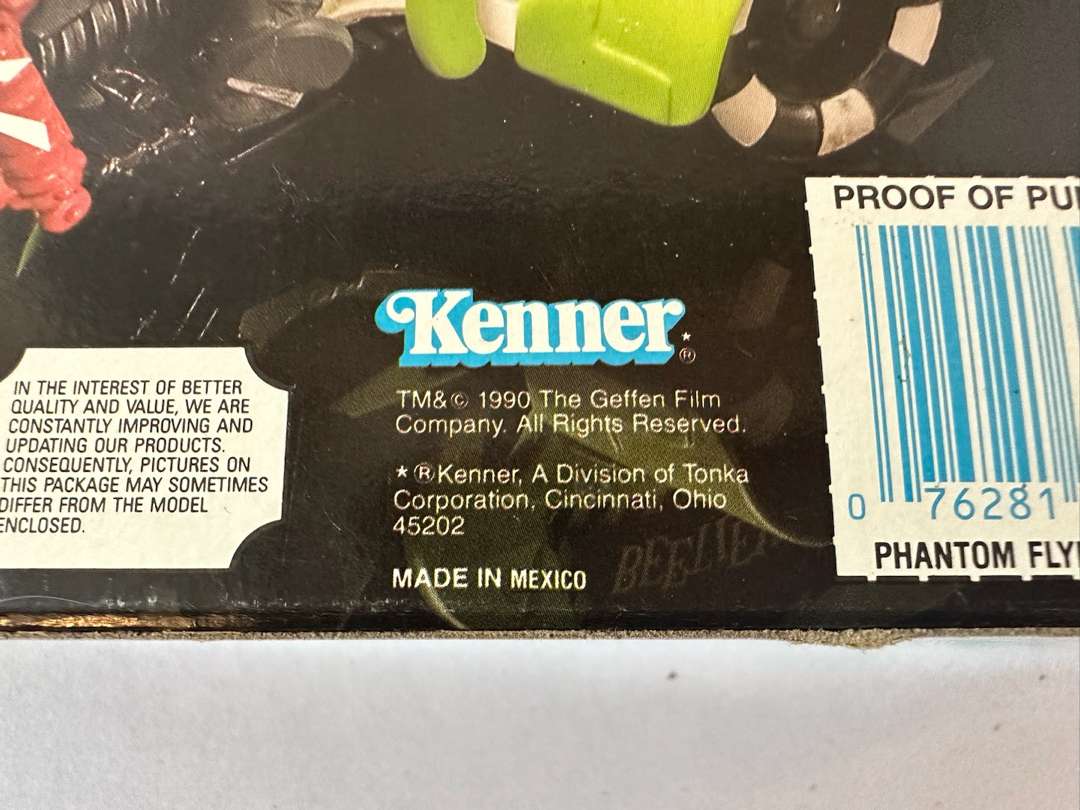 PROOF OF PU
Kenner
*
®
IN THE INTEREST OF BETTER
QUALITY AND VALUE, WE ARE
CONSTANTLY IMPROVING AND
UPDATING OUR PRODUCTS.
CONSEQUENTLY, PICTURES ON
THIS PACKAGE MAY SOMETIMES
DIFFER FROM THE MODEL
ENCLOSED.
TM&© 1990 The Geffen Film
Company. All Rights Reserved.
* ®Kenner, A Division of Tonka
Corporation, Cincinnati, Ohio
45202
MADE IN MEXICO
0 76281
PHANTOM FLY